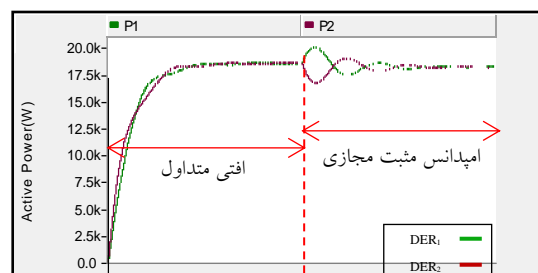 P1 P2
Active Power(W)
20.0k
17.5k
15.0k
12.5k
10.0k
7.5k
5.0k
2.5k
0.0
افتی متداول
امپدانس مثبت مجازی
DER₁
DER₂